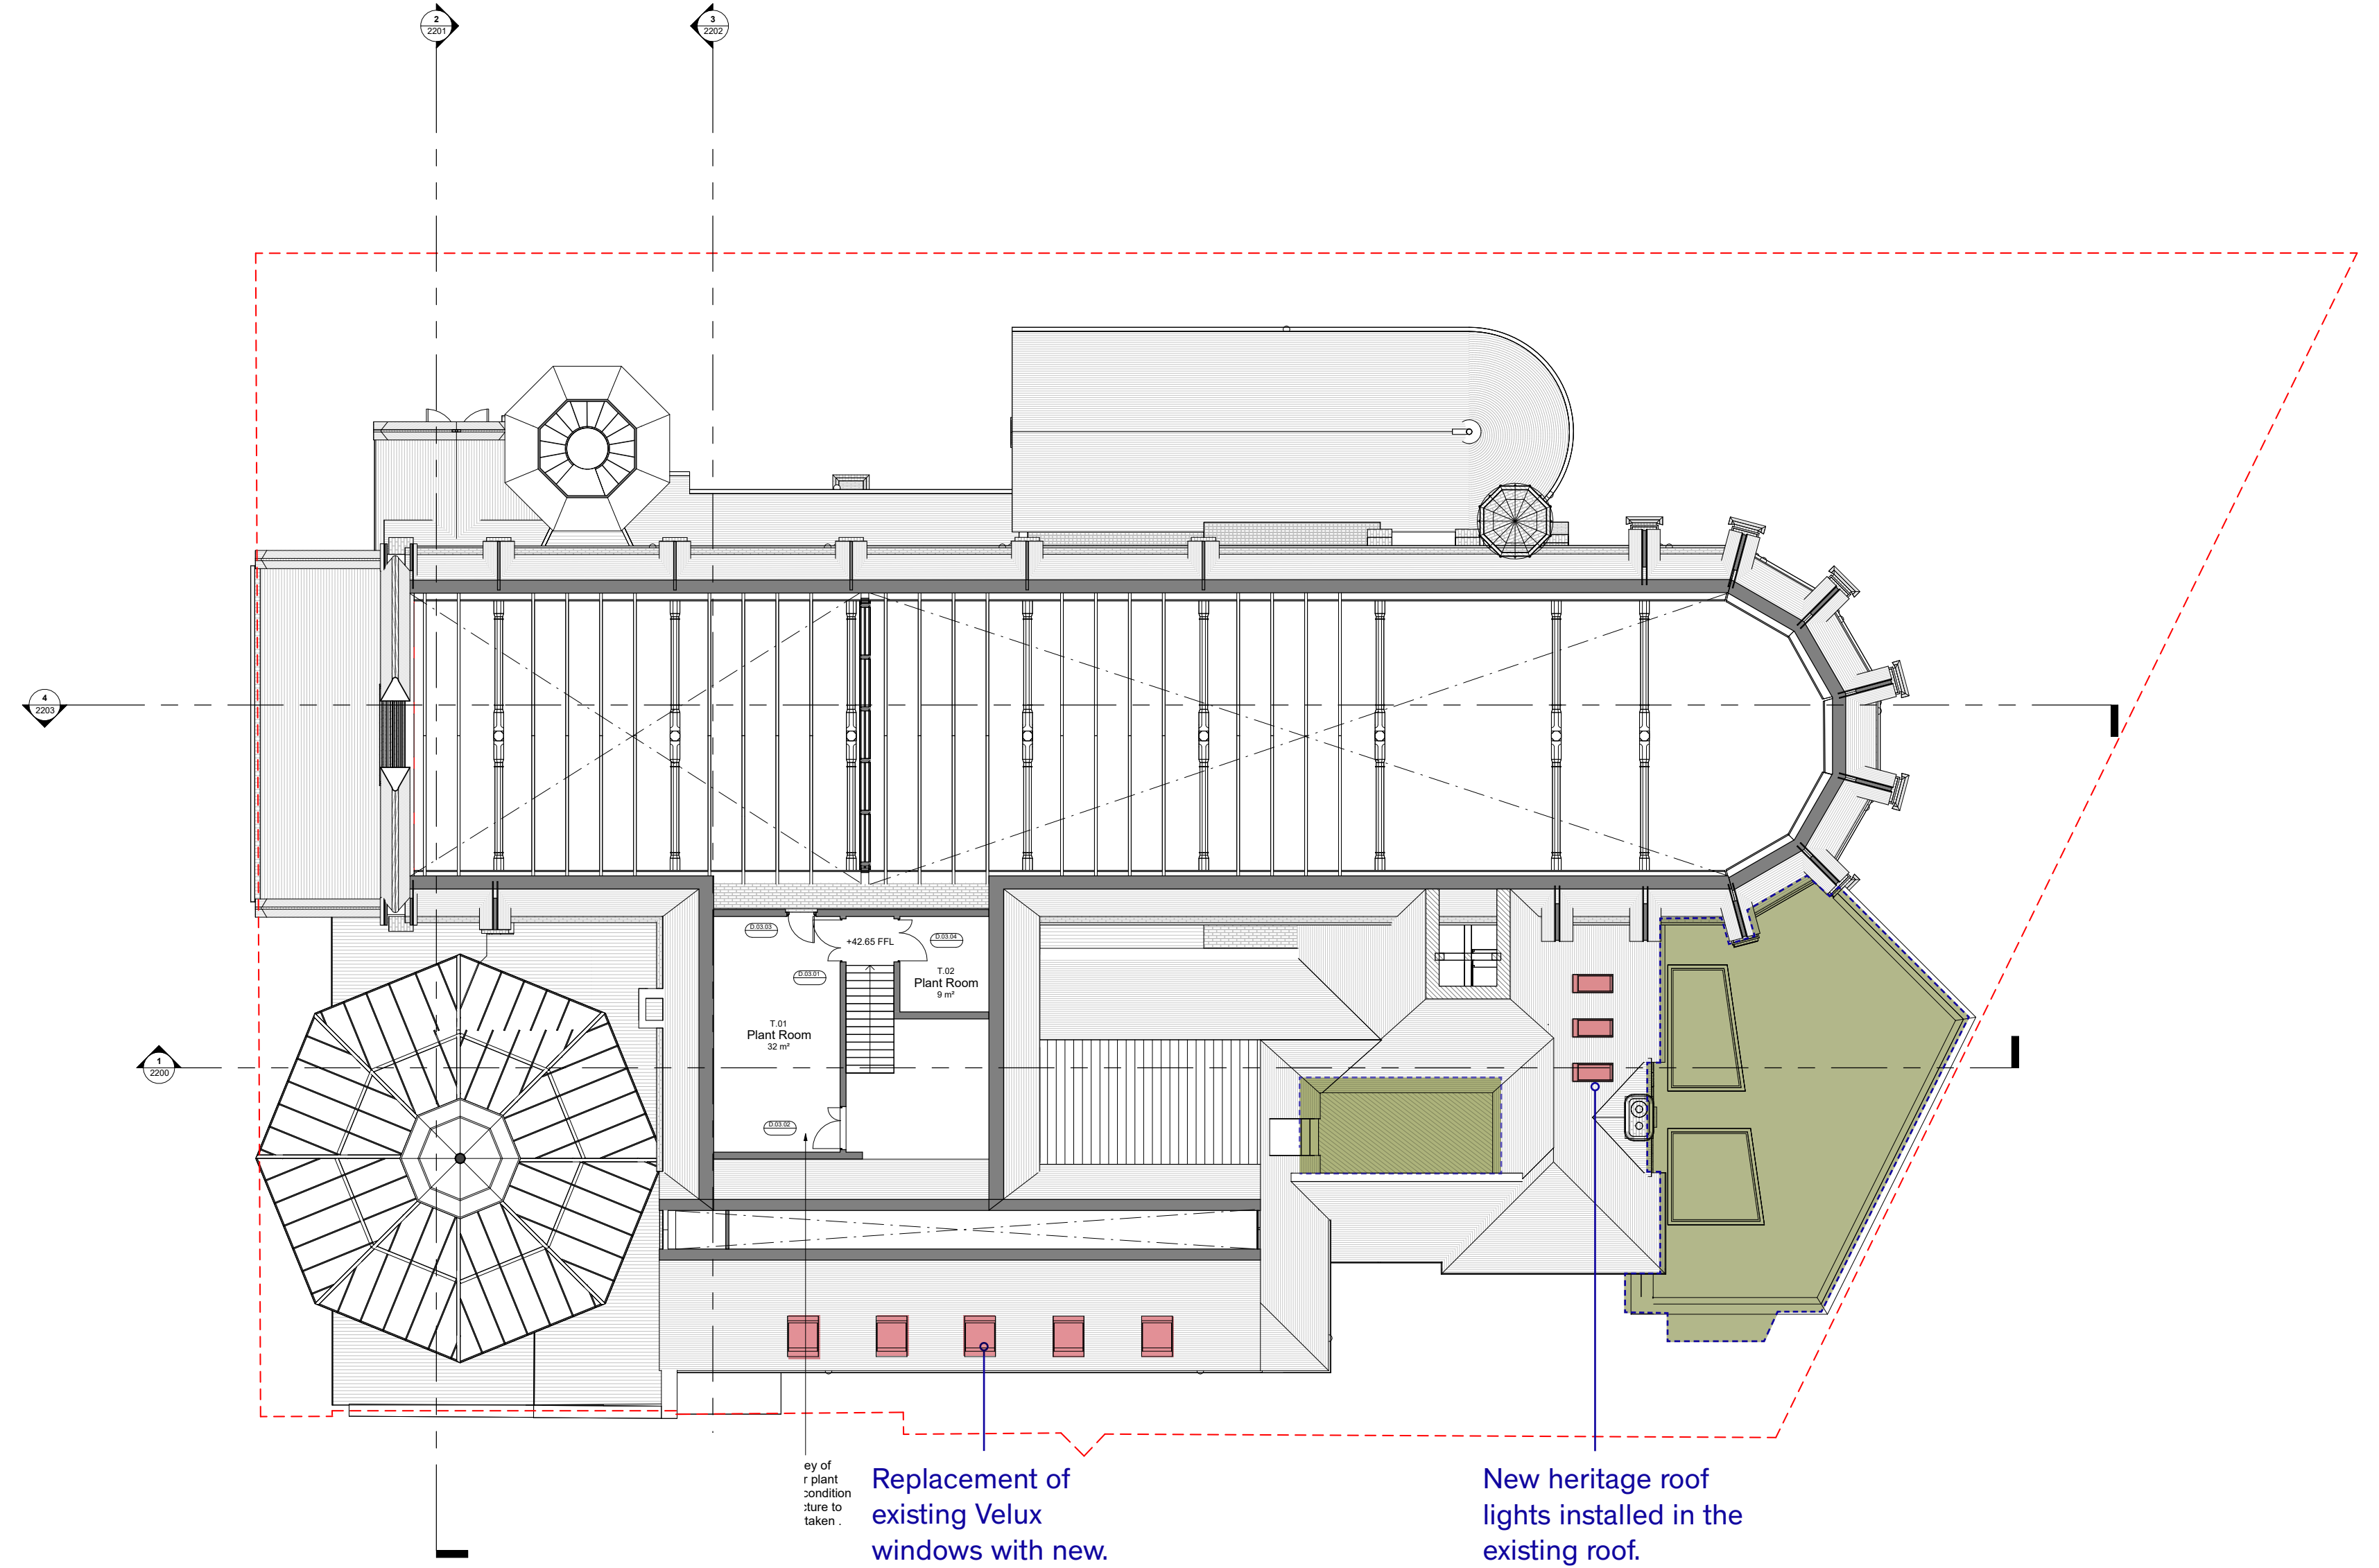 2
2201
3
2202
4
2203
D.03.03
+42.65 FFL
D.03.04
D.03.01
T.02
Plant Room
9 m²
T.01
Plant Room
32 m²
1
2200
D.03.02
ey of
r plant
condition
cture to
taken .
Replacement of
existing Velux
windows with new.
New heritage roof
lights installed in the
existing roof.